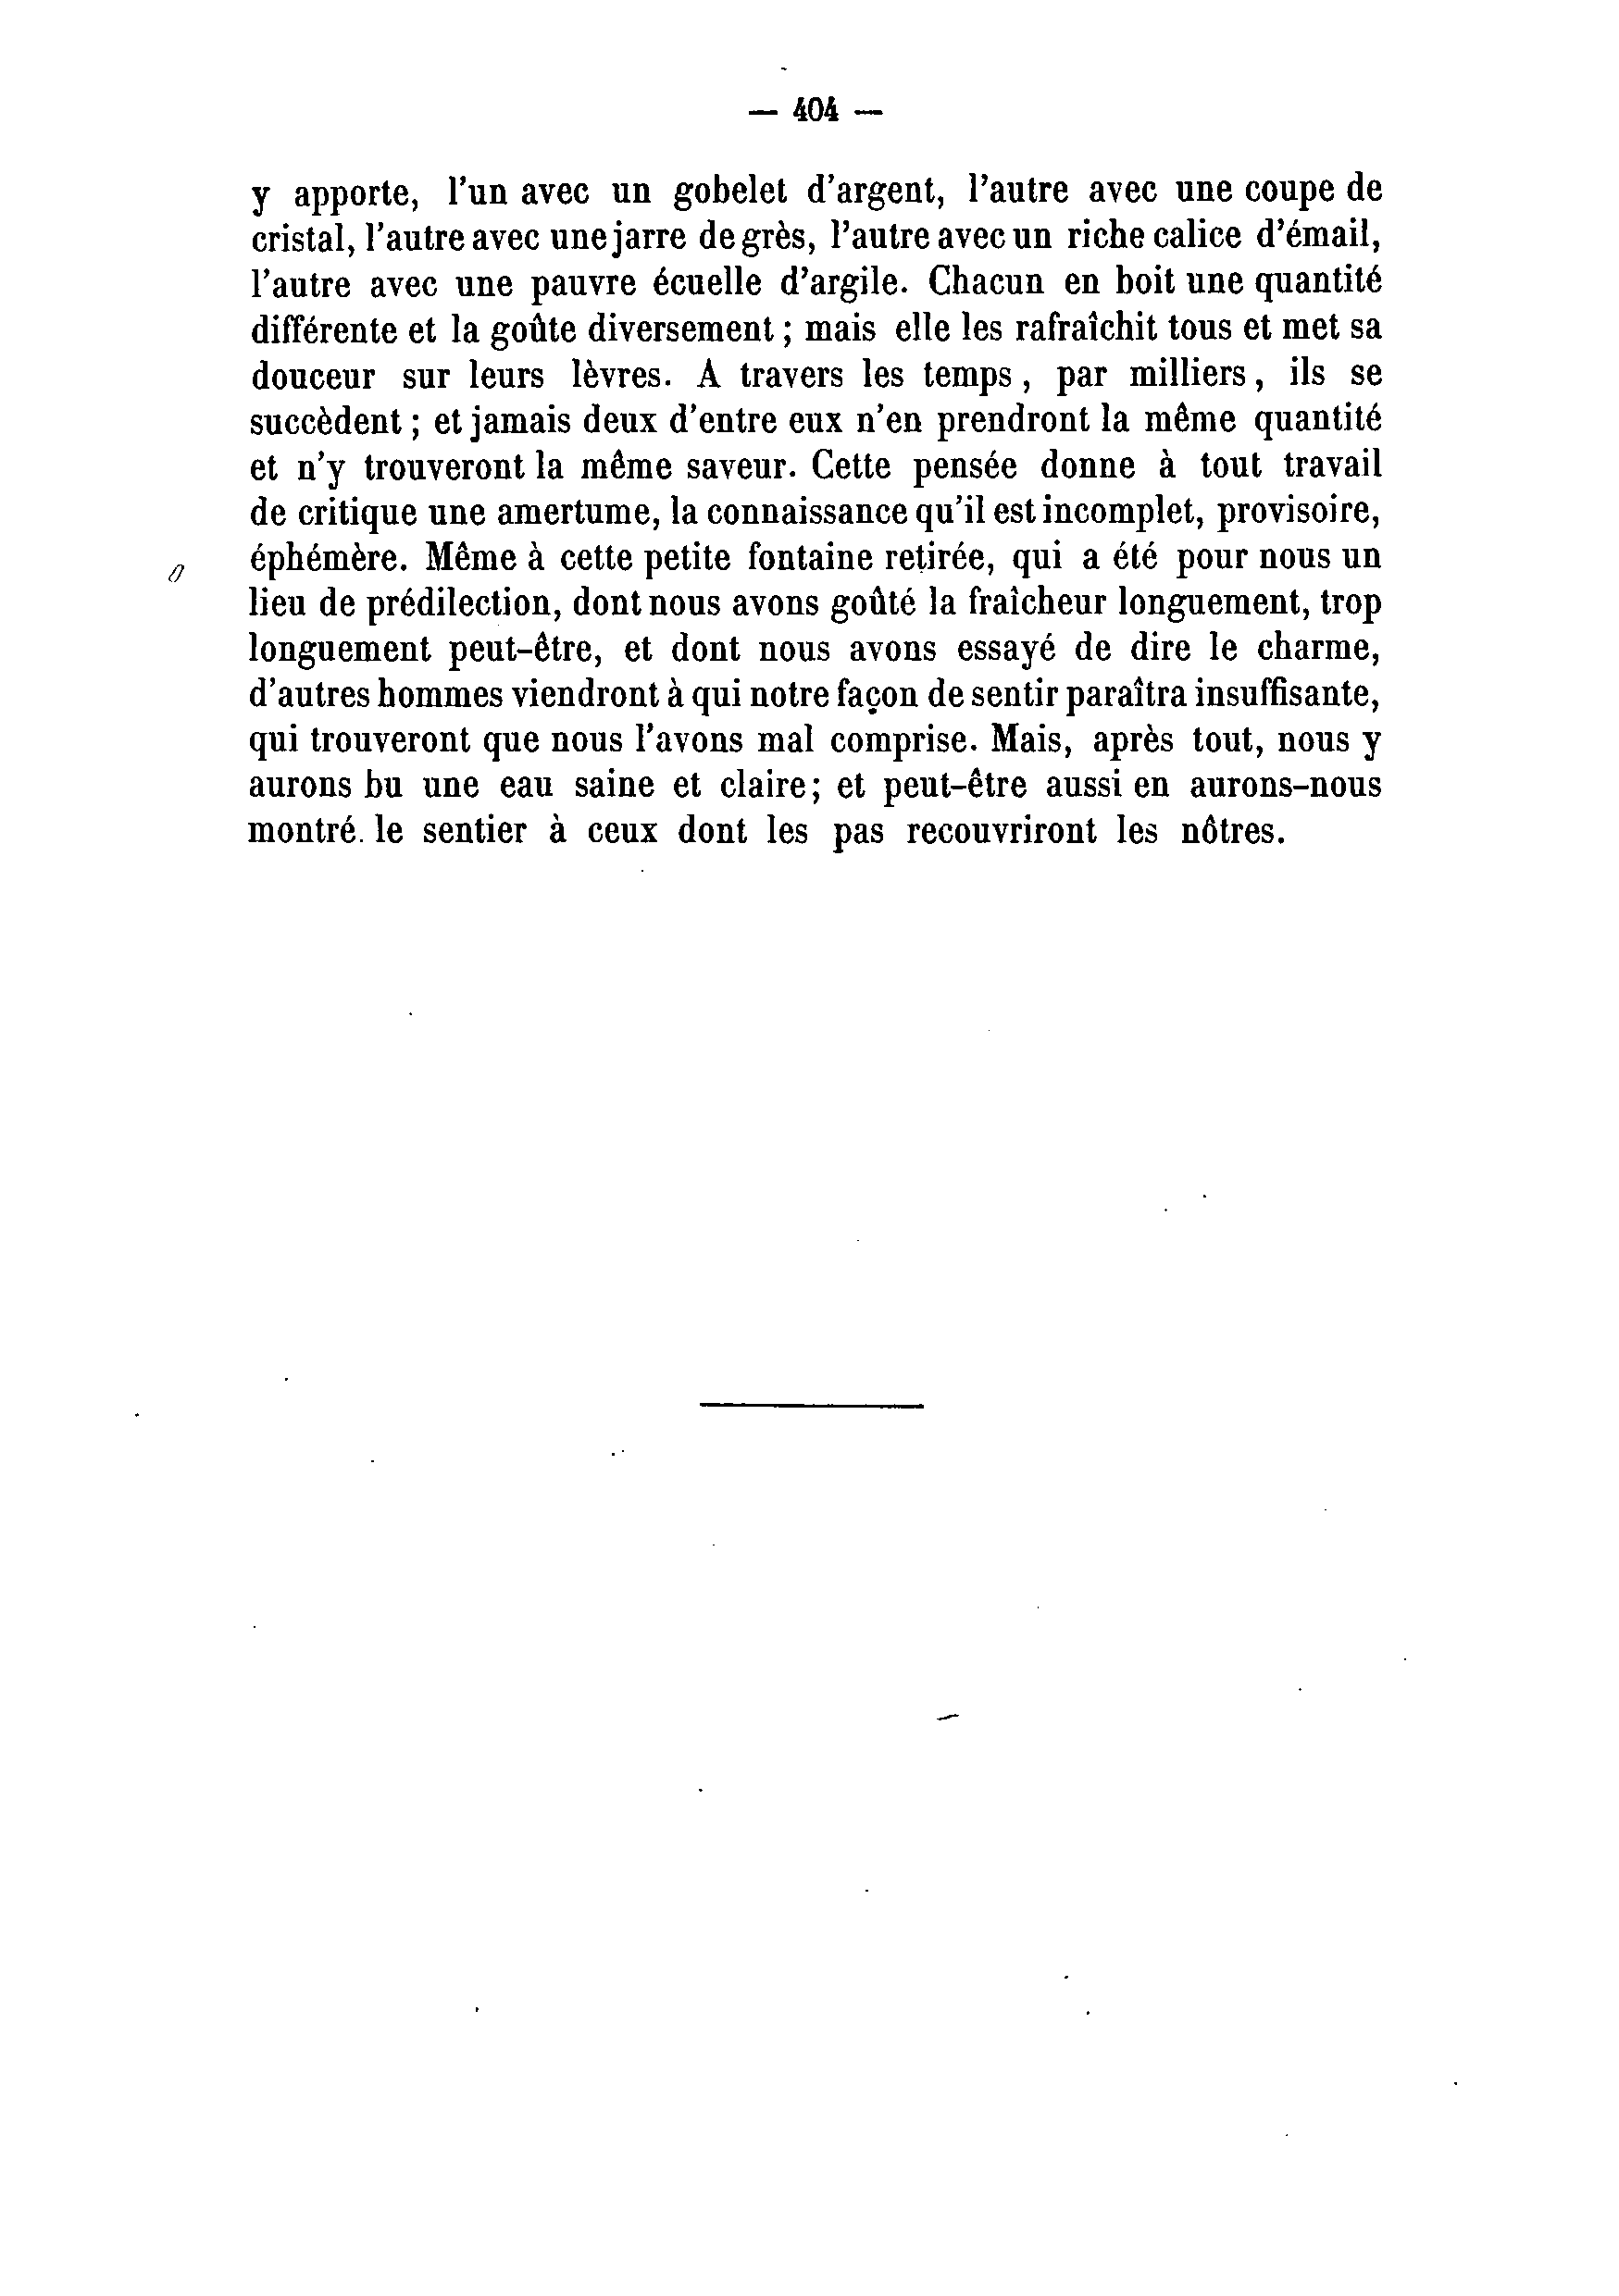 — 404 —
y apporte, l'un avec un gobelet d'argent, l'autre avec une coupe de
cristal, l'autre avec une jarre de grès, l'autre avec un riche calice d'émail,
l'autre avec une pauvre écuelle d'argile. Chacun en boit une quantité
différente et la goûte diversement ; mais elle les rafraîchit tous et met sa
douceur sur leurs lèvres. A travers les temps , par milliers , ils se
succèdent ; et jamais deux d'entre eux n'en prendront la même quantité
et n'y trouveront la même saveur. Cette pensée donne à tout travail
de critique une amertume, la connaissance qu'il est incomplet, provisoire,
éphémère. Même à cette petite fontaine retirée, qui a été pour nous un
lieu de prédilection, dont nous avons goûté la fraîcheur longuement, trop
longuement peut-être, et dont nous avons essayé de dire le charme,
d'autres hommes viendront à qui notre façon de sentir paraîtra insuffisante,
qui trouveront que nous l'avons mal comprise. Mais, après tout, nous y
aurons bu une eau saine et claire; et peut-être aussi en aurons-nous
montré le sentier à ceux dont les pas recouvriront les nôtres.